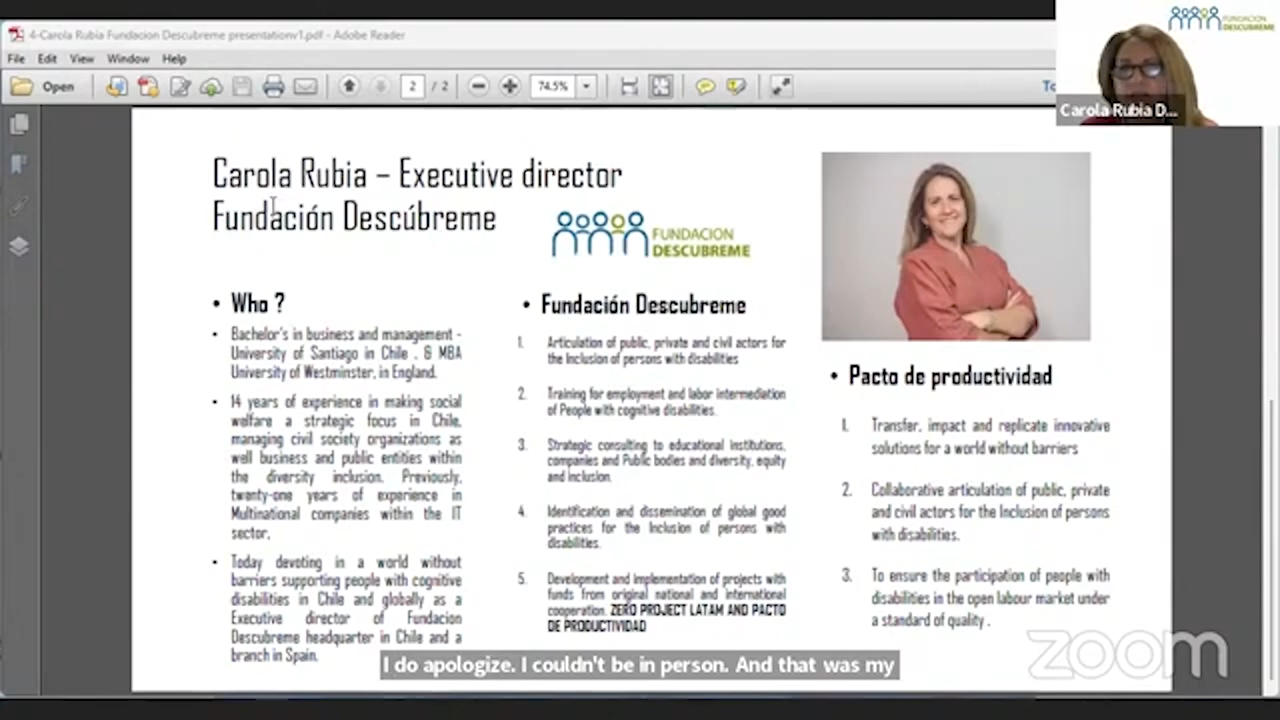 4-Carola Rubia Fundacion Descubreme presentationv1.pdf - Adobe Reader
File Edit View Window Help
Open 2 / 2 74.5%
FUNDACION
DESCUBREME
Carola Rubia D...
Carola Rubia – Executive director
Fundación Descúbreme
FUNDACION
DESCUBREME
• Who ?
• Bachelor's in business and management -
University of Santiago in Chile . & MBA
University of Westminster, in England.
• 14 years of experience in making social
welfare a strategic focus in Chile,
managing civil society organizations as
well business and public entities within
the diversity inclusion. Previously,
twenty-one years of experience in
Multinational companies within the IT
sector.
• Today devoting in a world without
barriers supporting people with cognitive
disabilities in Chile and globally as a
Executive director of Fundacion
Descubreme headquarter in Chile and a
branch in Spain.
• Fundación Descubreme
1. Articulation of public, private and civil actors for
the Inclusion of persons with disabilities
2. Training for employment and labor intermediation
of People with cognitive disabilities.
3. Strategic consulting to educational institutions,
companies and Public bodies and diversity, equity
and inclusion.
4. Identification and dissemination of global good
practices for the Inclusion of persons with
disabilities.
5. Development and implementation of projects with
funds from original national and international
cooperation. ZERO PROJECT LATAM AND PACTO
DE PRODUCTIVIDAD
• Pacto de productividad
1. Transfer, impact and replicate innovative
solutions for a world without barriers
2. Collaborative articulation of public, private
and civil actors for the Inclusion of persons
with disabilities.
3. To ensure the participation of people with
disabilities in the open labour market under
a standard of quality .
I do apologize. I couldn't be in person. And that was my
zoom